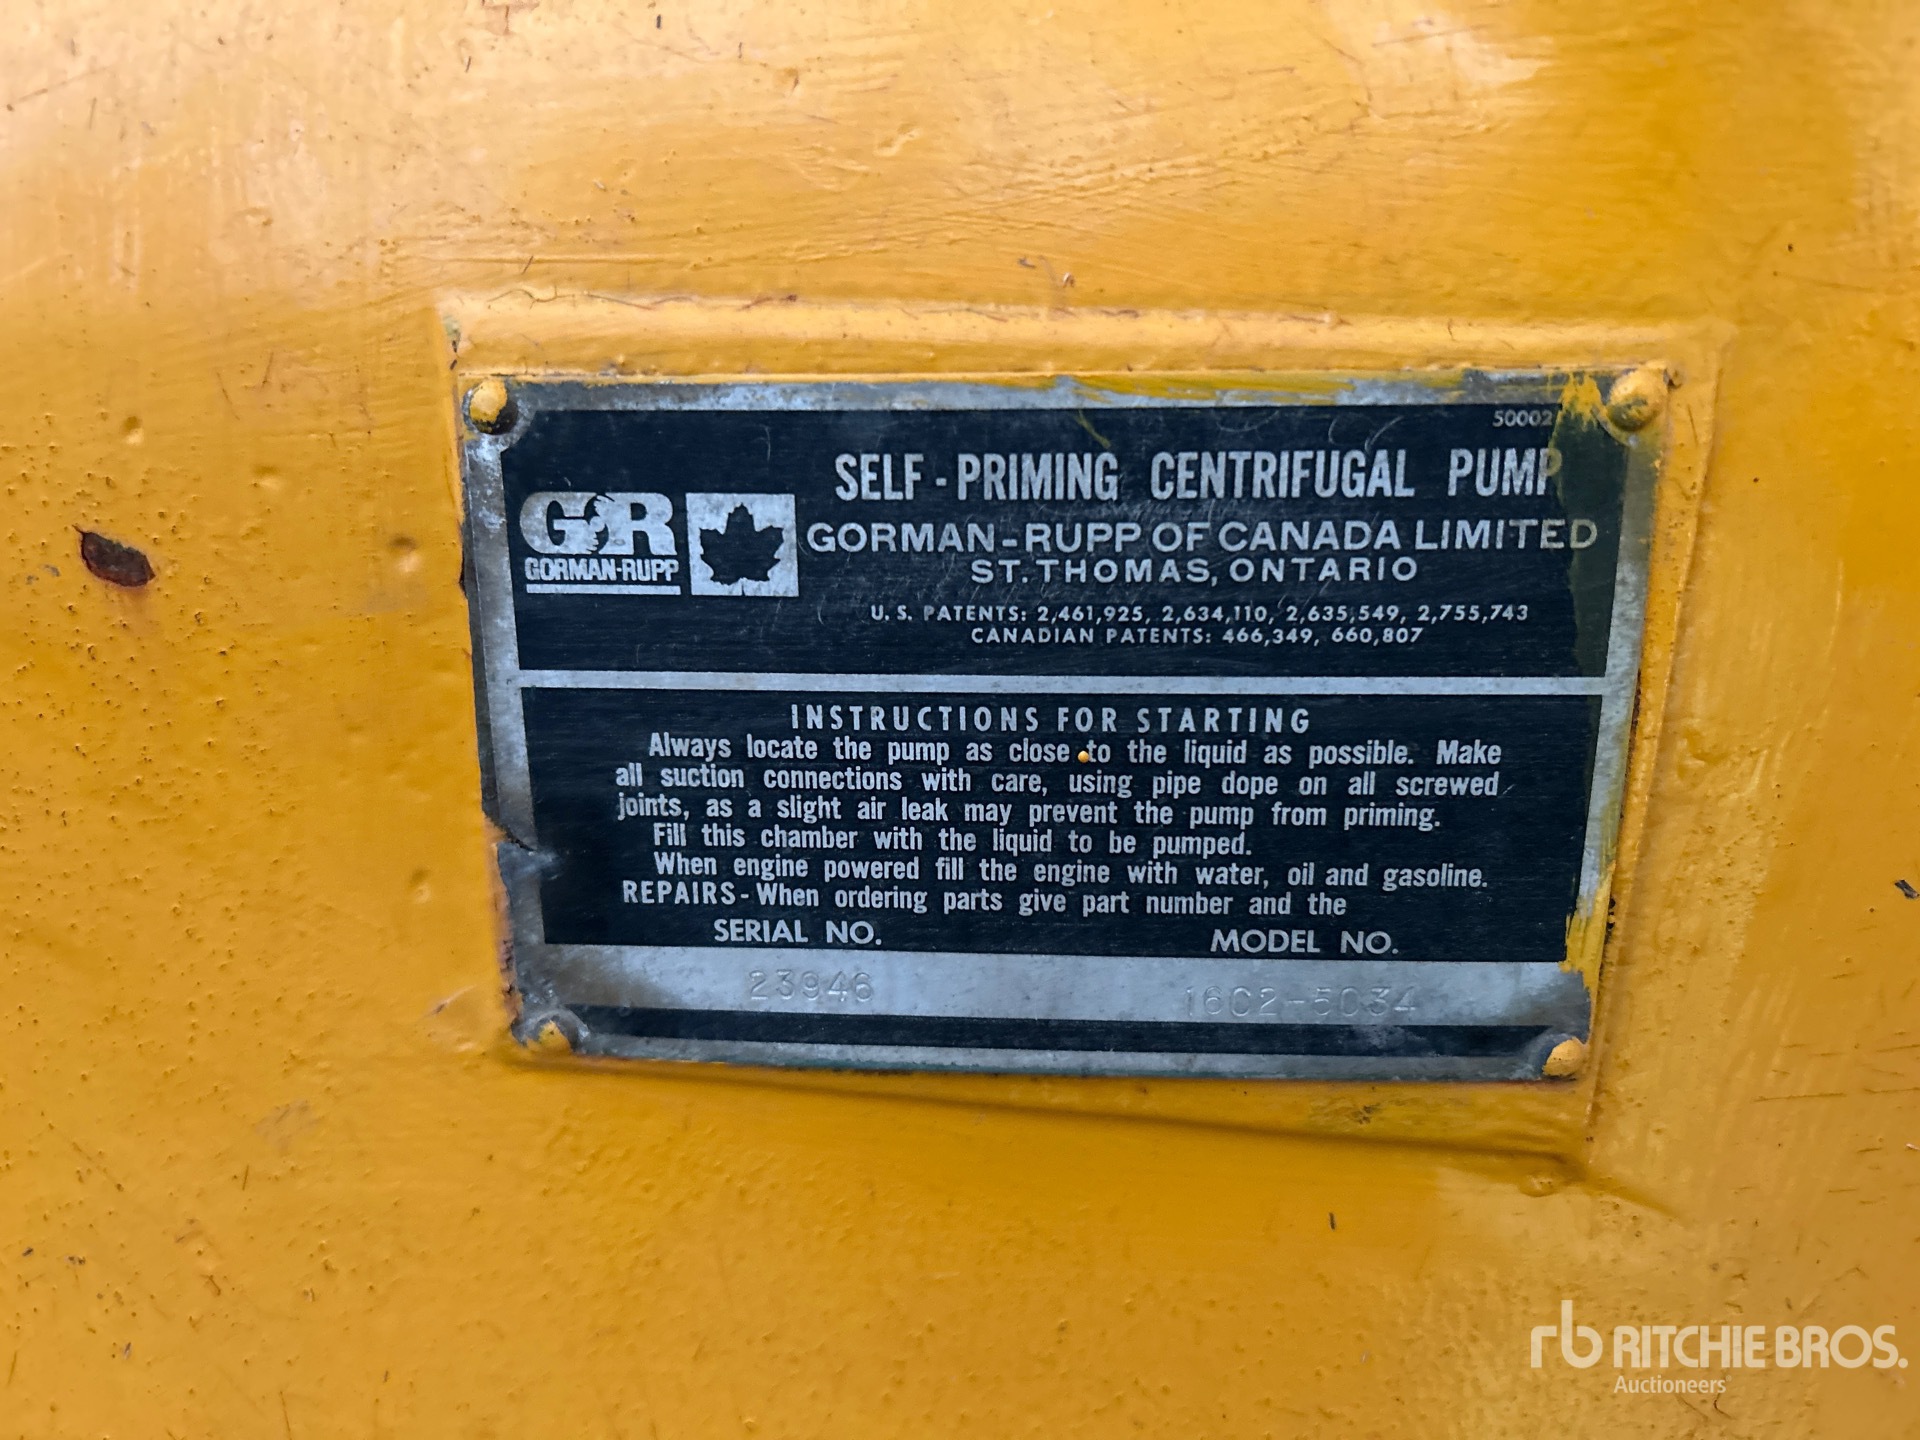 50002
SELF-PRIMING CENTRIFUGAL PUMP
GR
GORMAN-RUPP
GORMAN-RUPP OF CANADA LIMITED
ST. THOMAS, ONTARIO
U. S. PATENTS: 2,461,925, 2,634,110, 2,635,549, 2,755,743
CANADIAN PATENTS: 466,349, 660,807
INSTRUCTIONS FOR STARTING
Always locate the pump as close to the liquid as possible. Make
all suction connections with care, using pipe dope on all screwed
joints, as a slight air leak may prevent the pump from priming.
Fill this chamber with the liquid to be pumped.
When engine powered fill the engine with water, oil and gasoline.
REPAIRS-When ordering parts give part number and the
SERIAL NO. MODEL NO.
23946 16C2-5034
rb RITCHIE BROS.
Auctioneers